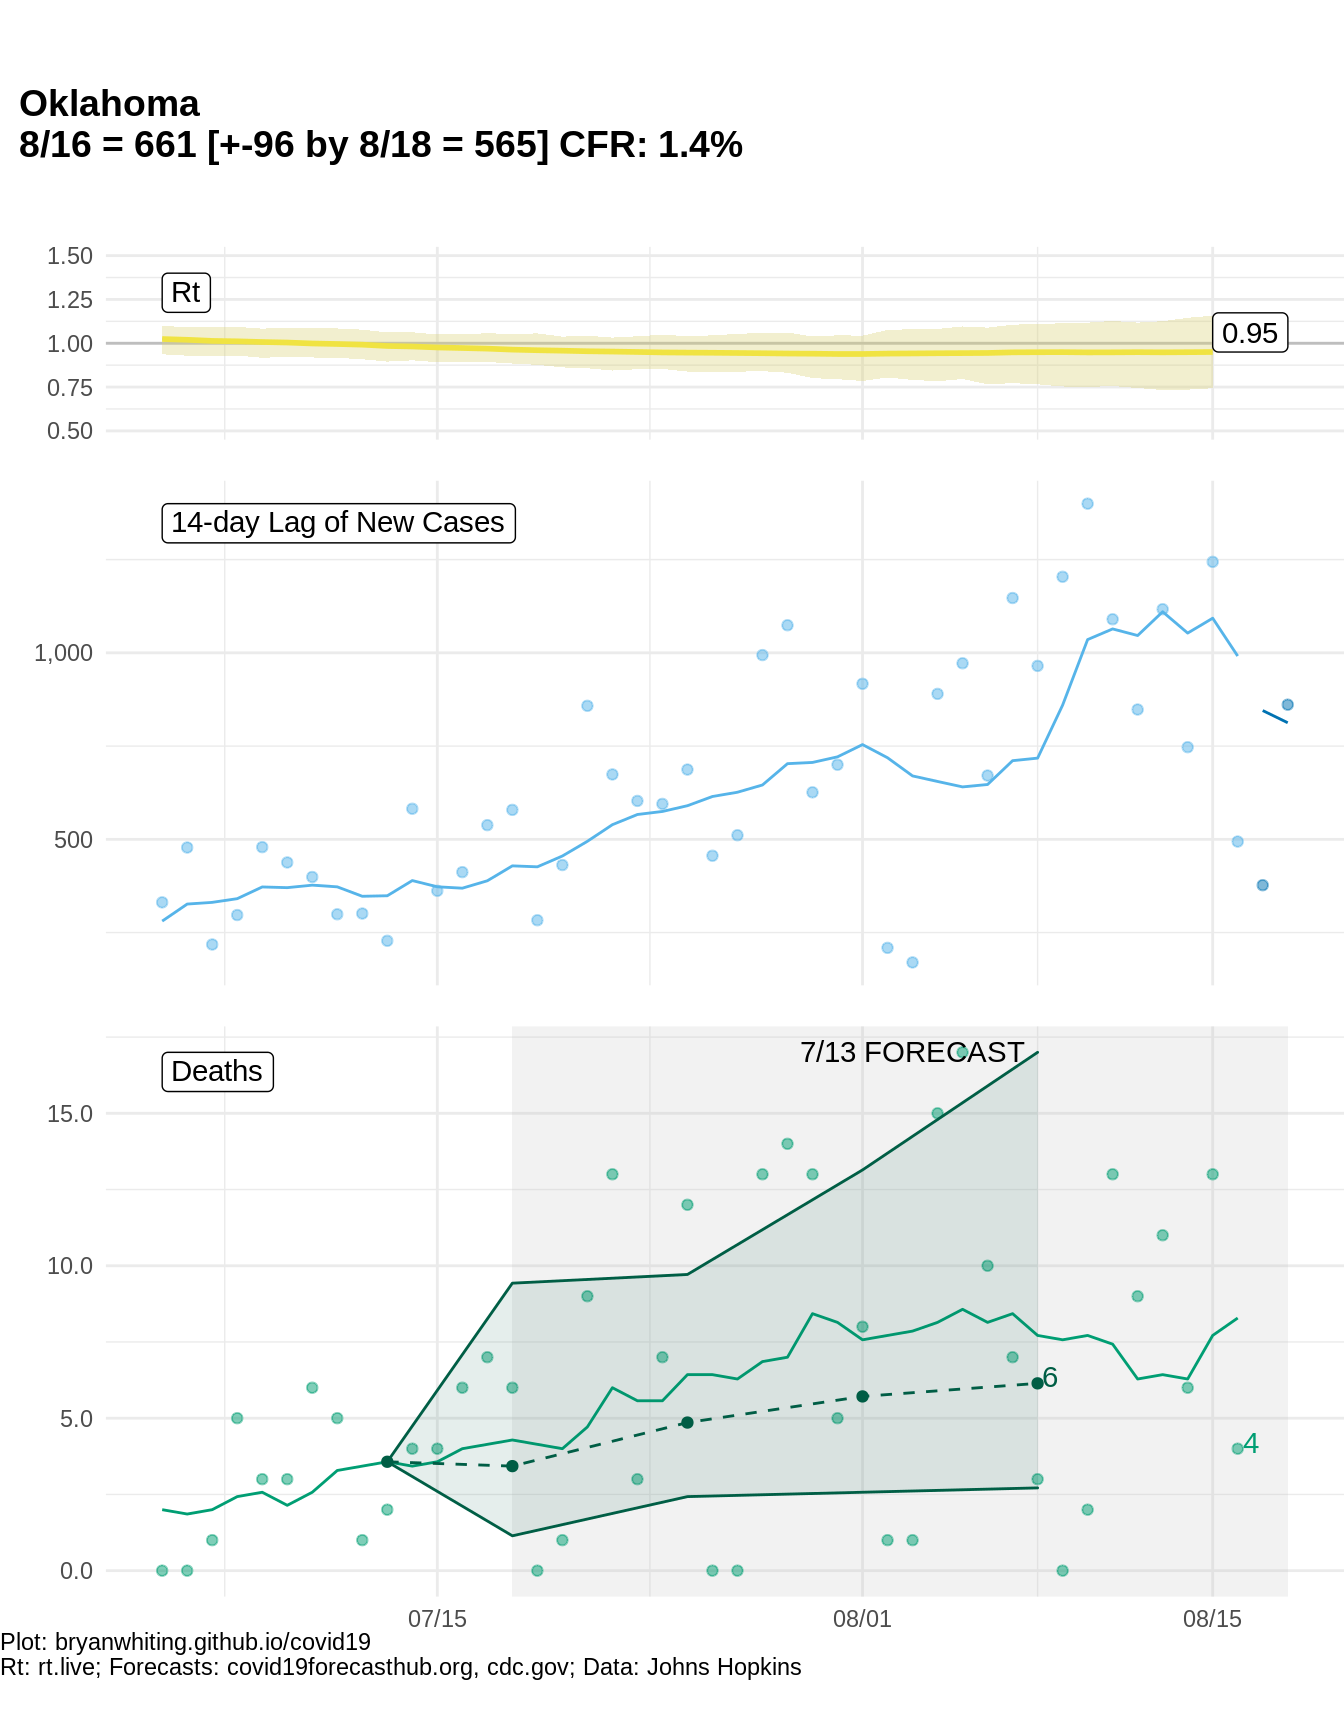 Oklahoma
8/16 = 661 [+-96 by 8/18 = 565] CFR: 1.4%
1.50
1.25
1.00
0.75
0.50
Rt
0.95
14-day Lag of New Cases
1,000
500
Deaths
7/13 FORECAST
15.0
10.0
5.0
0.0
6
4
07/15
08/01
08/15
Plot: bryanwhiting.github.io/covid19
Rt: rt.live; Forecasts: covid19forecasthub.org, cdc.gov; Data: Johns Hopkins